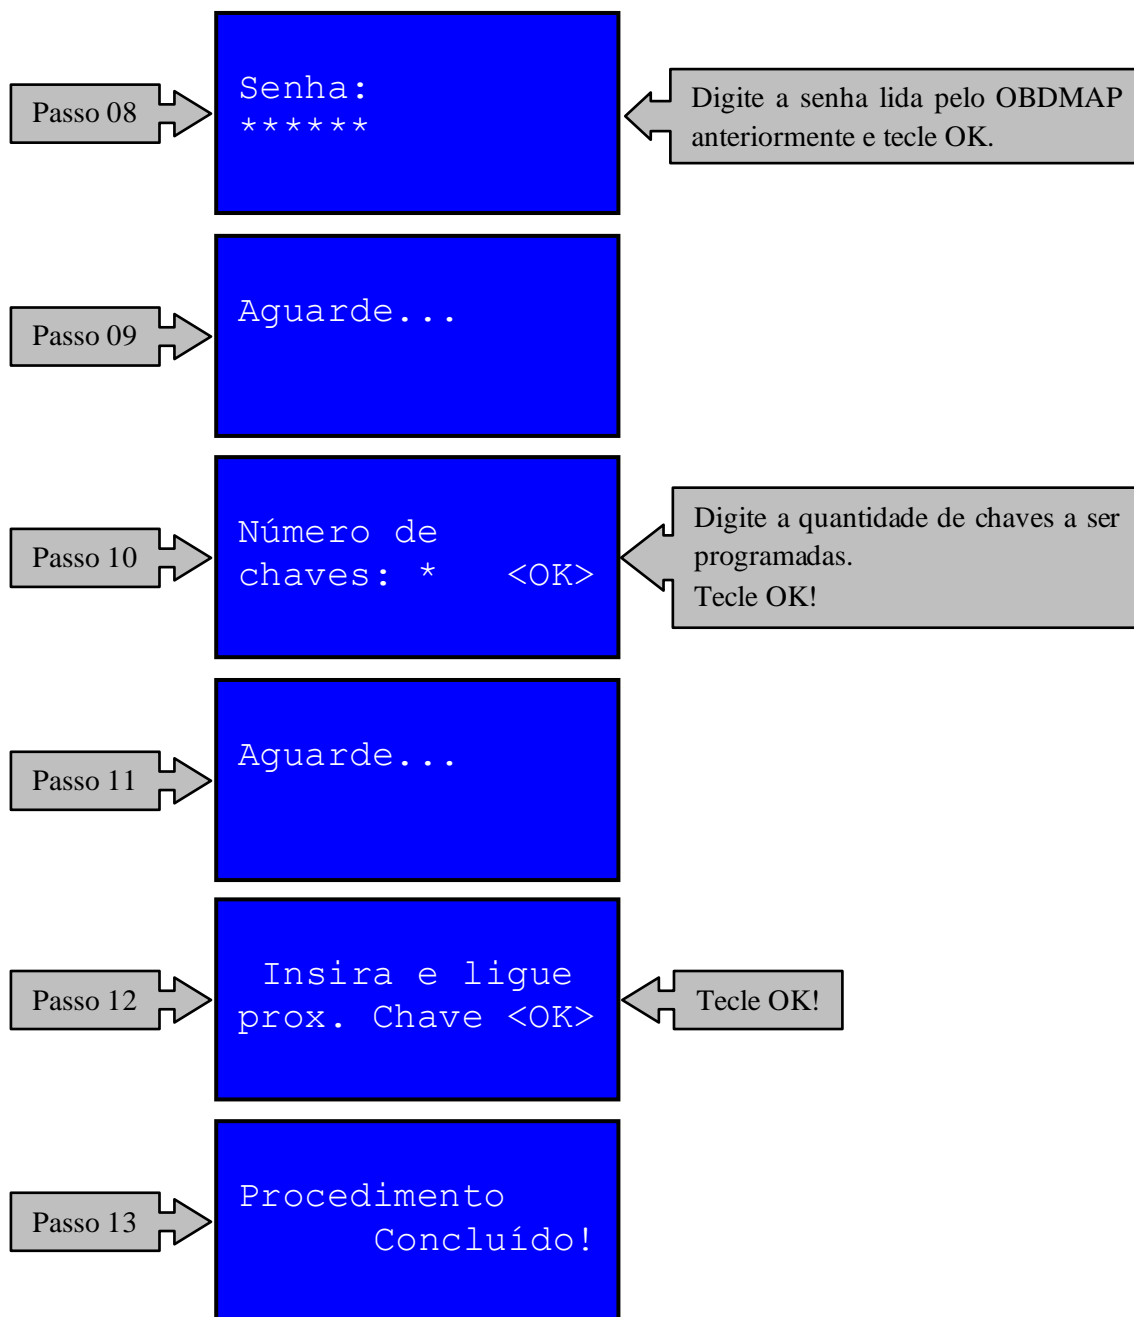 Passo 08
Senha:
******
Digite a senha lida pelo OBDMAP
anteriormente e tecle OK.
Passo 09
Aguarde...
Passo 10
Número de
chaves: * <OK>
Digite a quantidade de chaves a ser
programadas.
Tecle OK!
Passo 11
Aguarde...
Passo 12
Insira e ligue
prox. Chave <OK>
Tecle OK!
Passo 13
Procedimento
Concluído!